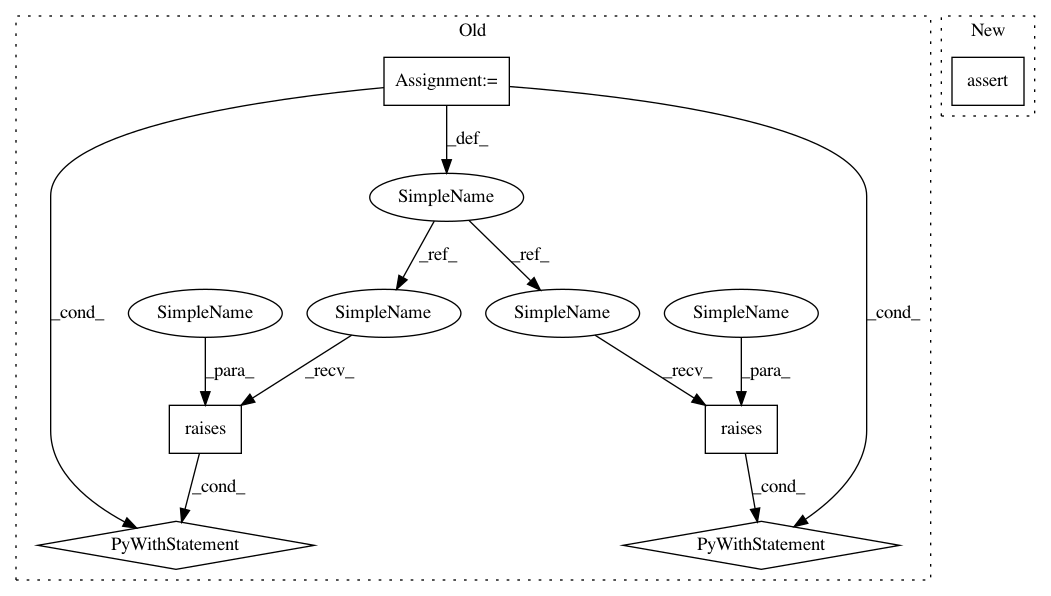 Old
New
Assignment:=
assert
_def_
SimpleName
_ref_
_ref_
_cond_
SimpleName
SimpleName
SimpleName
SimpleName
_cond_
_para_
_recv_
_recv_
_para_
raises
raises
_cond_
_cond_
PyWithStatement
PyWithStatement